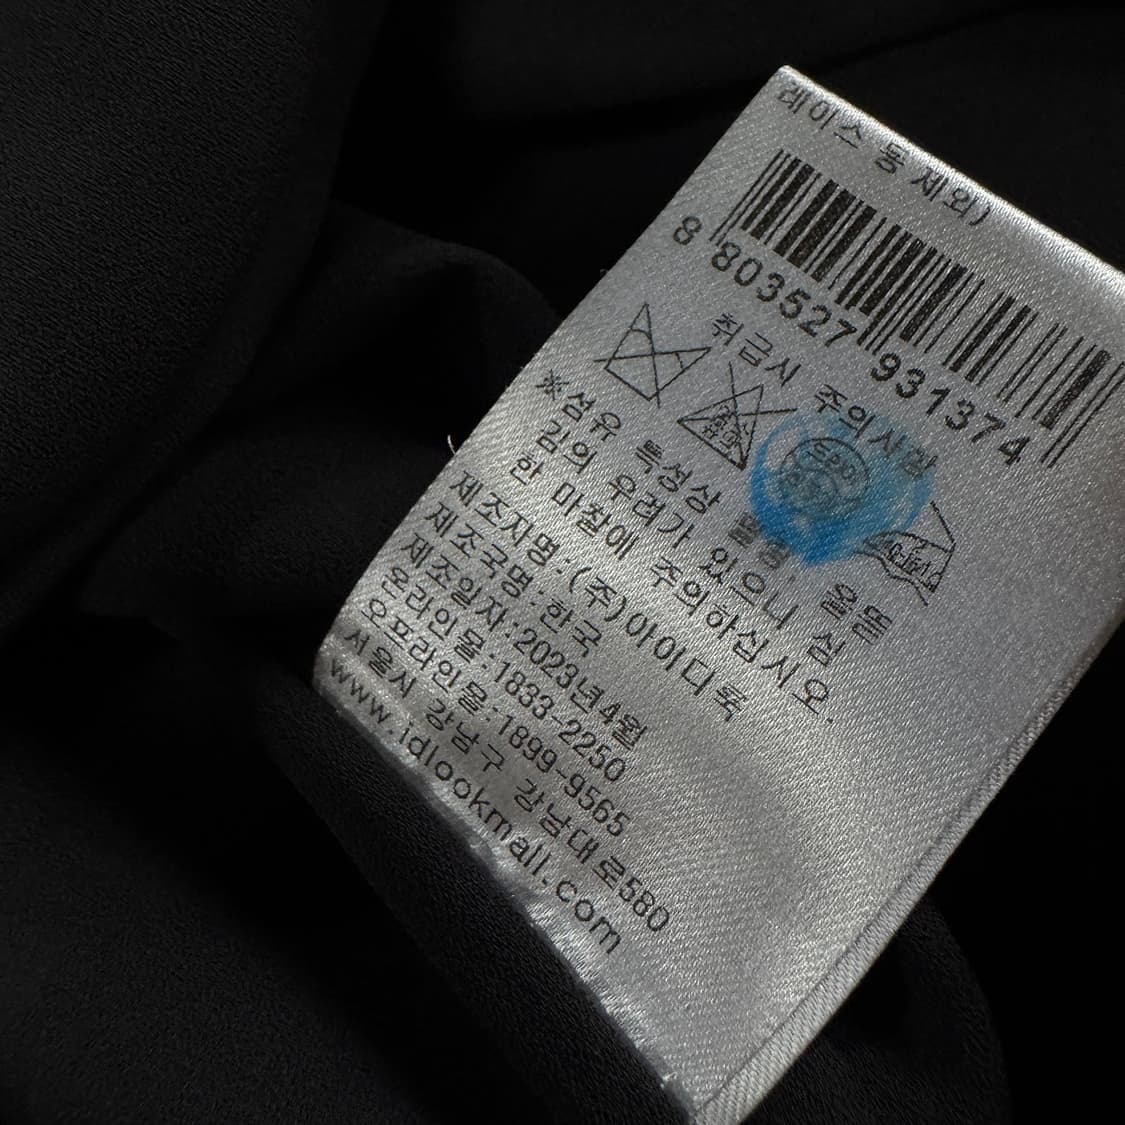 레이스 등 제외)
8 803527 931374
취급시 주의사항
※섬유 특성상 물빠짐 올뜯
김의 우려가 있으니 심
한 마찰에 주의하십시오.
제조자명:(주)아이디룩
제조국명:한국
제조일자:2023년4월
온라인몰:1833-2250
오프라인몰:1899-9565
서울시 강남구 강남대로580
www.idlookmall.com